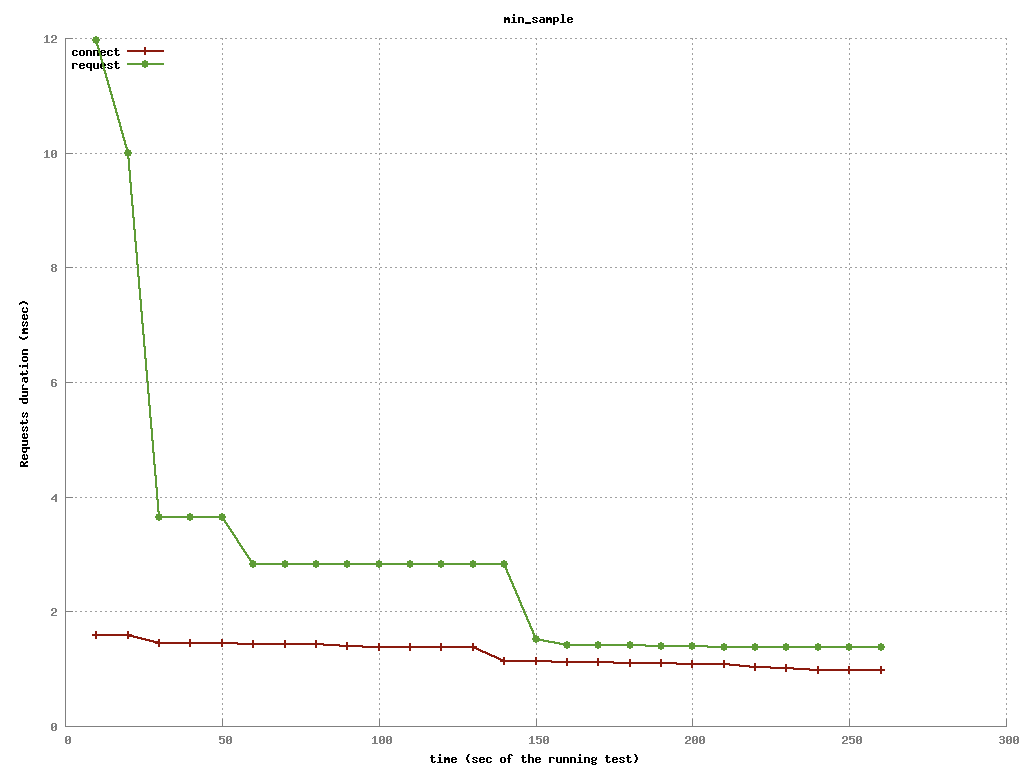 min_sample
connect
request
12
10
8
6
4
2
0
Requests duration (msec)
0 50 100 150 200 250 300
time (sec of the running test)